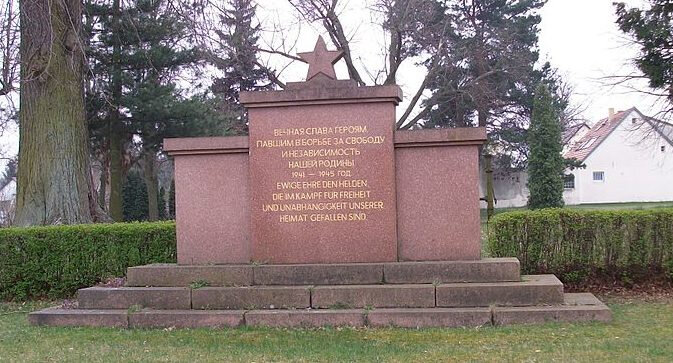 ВЕЧНАЯ СЛАВА ГЕРОЯМ,
ПАВШИМ В БОРЬБЕ ЗА СВОБОДУ
И НЕЗАВИСИМОСТЬ
НАШЕЙ РОДИНЫ
1941 — 1945 ГОД.
EWIGE EHRE DEN HELDEN,
DIE IM KAMPF FÜR FREIHEIT
UND UNABHÄNGIGKEIT UNSERER
HEIMAT GEFALLEN SIND.